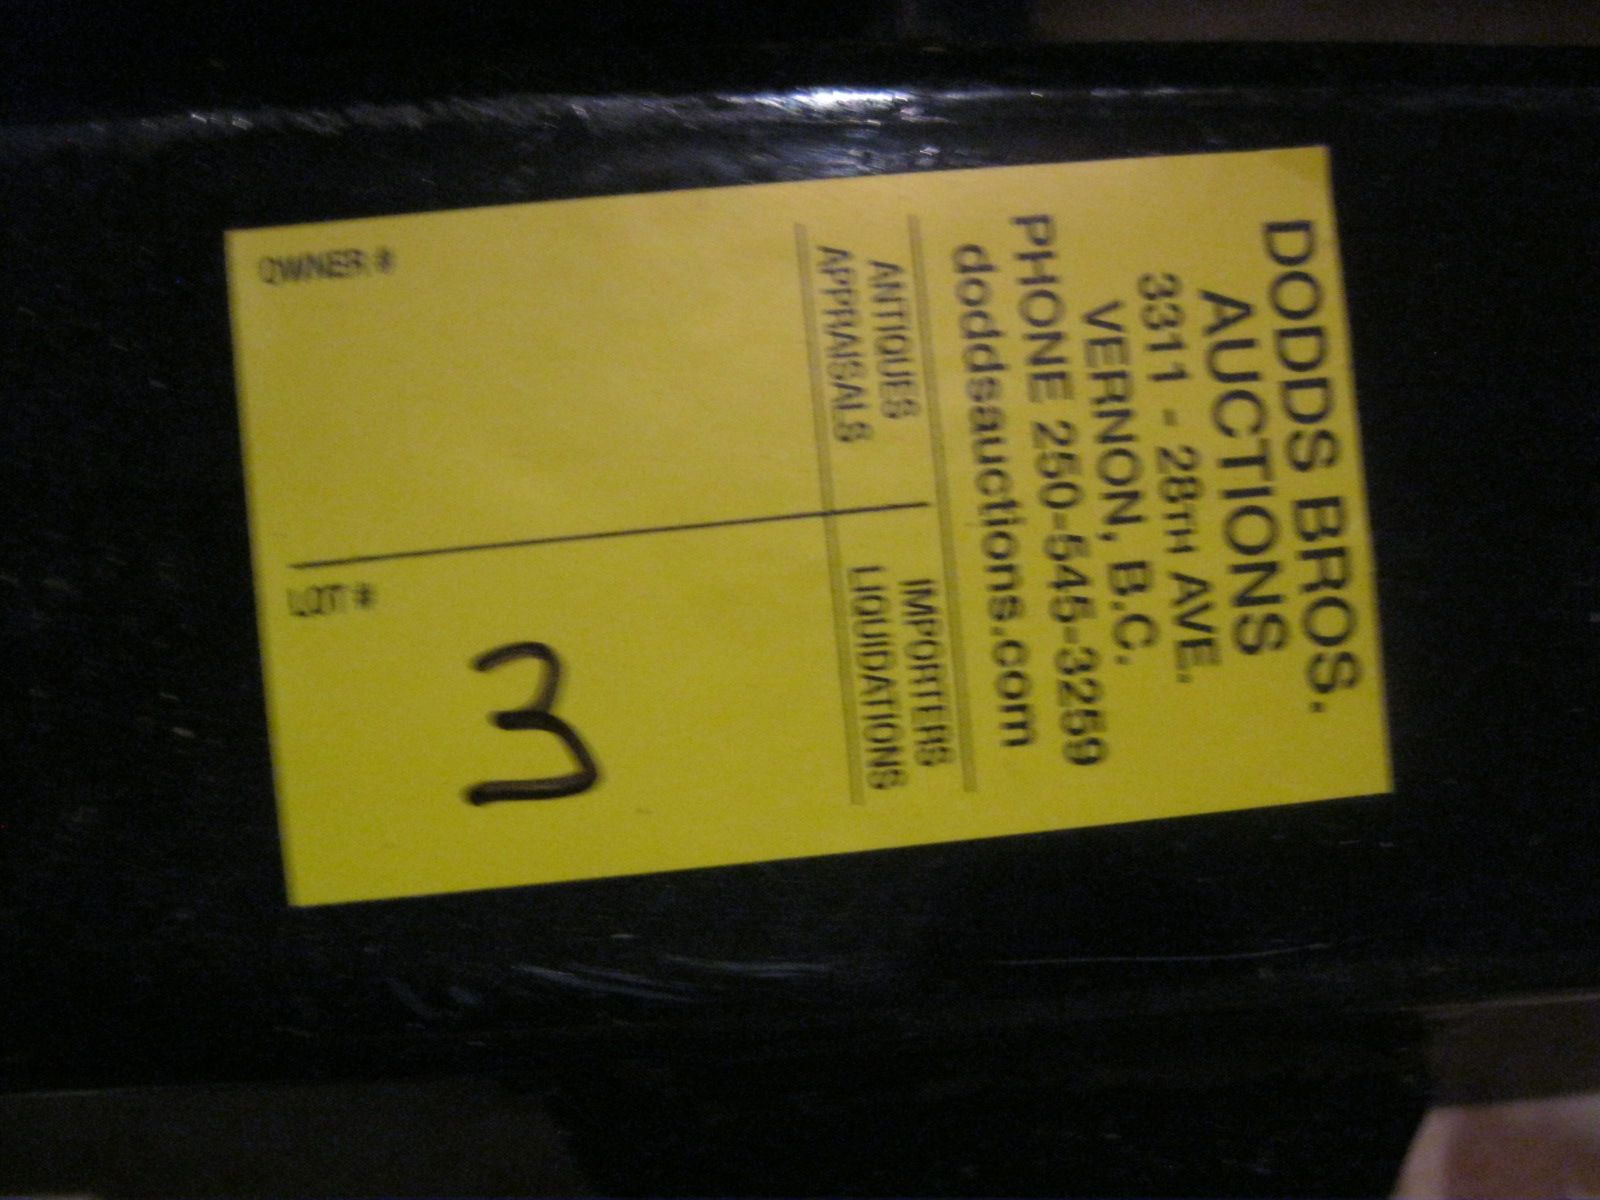 DODDS BROS.
AUCTIONS
3311 - 28TH AVE.
VERNON, B.C.
PHONE 250-545-3259
doddsauctions.com
ANTIQUES IMPORTERS
APPRAISALS LIQUIDATIONS
OWNER # LOT #
3